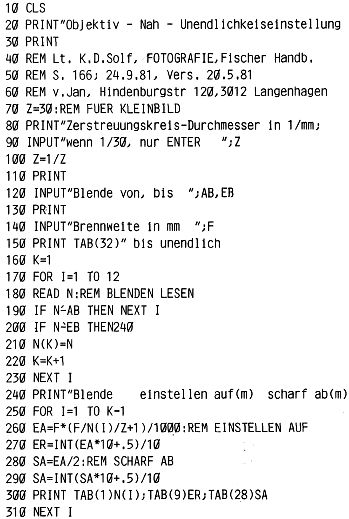 10 CLS
20 PRINT"Objektiv - Nah - Unendlichkeiseinstellung
30 PRINT
40 REM Lt. K.D.Solf, FOTOGRAFIE,Fischer Handb.
50 REM S. 166; 24.9.81, Vers. 20.5.81
60 REM v.Jan, Hindenburgstr 120,3012 Langenhagen
70 Z=30:REM FUER KLEINBILD
80 PRINT"Zerstreuungskreis-Durchmesser in 1/mm;
90 INPUT"wenn 1/30, nur ENTER   ";Z
100 Z=1/Z
110 PRINT
120 INPUT"Blende von, bis  ";AB,EB
130 PRINT
140 INPUT"Brennweite in mm  ";F
150 PRINT TAB(32)" bis unendlich
160 K=1
170 FOR I=1 TO 12
180 READ N:REM BLENDEN LESEN
190 IF N-AB THEN NEXT I
200 IF N-EB THEN240
210 N(K)=N
220 K=K+1
230 NEXT I
240 PRINT"Blende    einstellen auf(m)  scharf ab(m)
250 FOR I=1 TO K-1
260 EA=F*(F/N(I)/Z+1)/1000:REM EINSTELLEN AUF
270 ER=INT(EA*10+.5)/10
280 SA=EA/2:REM SCHARF AB
290 SA=INT(SA*10+.5)/10
300 PRINT TAB(1)N(I);TAB(9)ER;TAB(28)SA
310 NEXT I